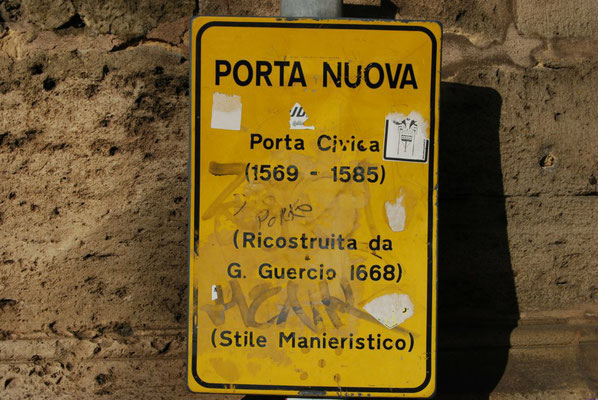 PORTA NUOVA
Porta Civica
(1569 - 1585)
(Ricostruita da
G. Guercio 1668)
(Stile Manieristico)